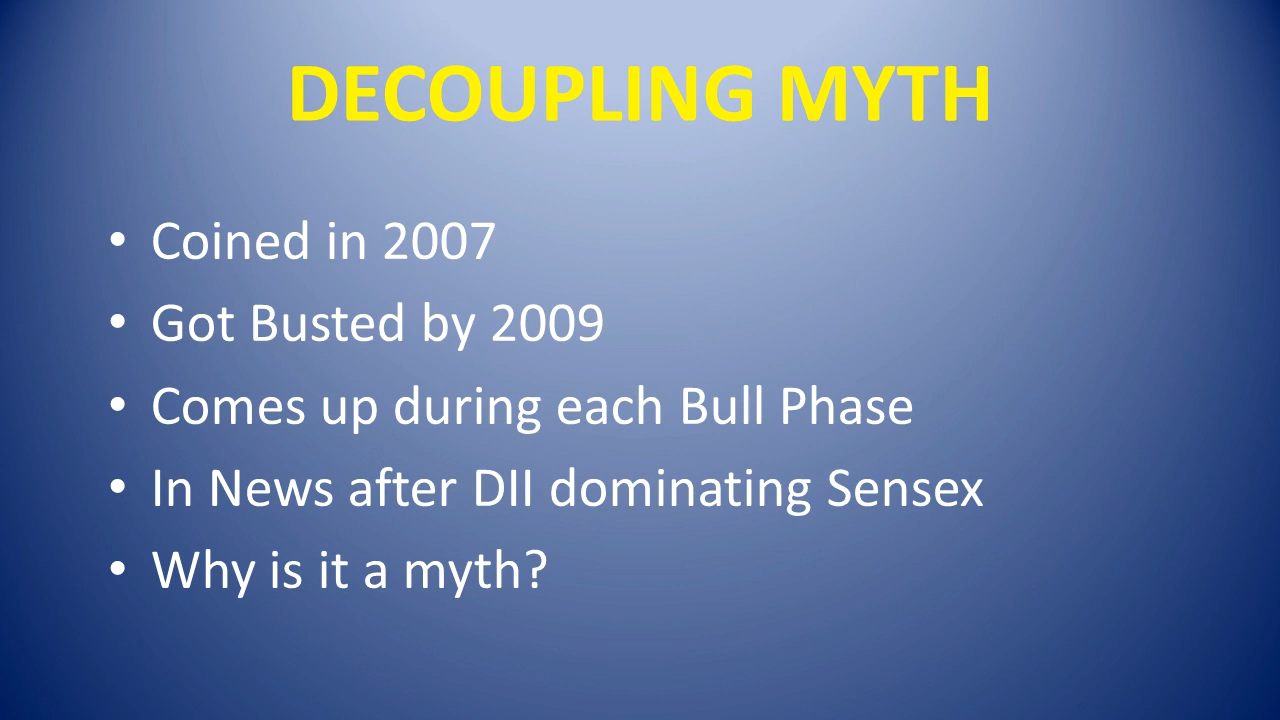 DECOUPLING MYTH
• Coined in 2007
• Got Busted by 2009
• Comes up during each Bull Phase
• In News after DII dominating Sensex
• Why is it a myth?